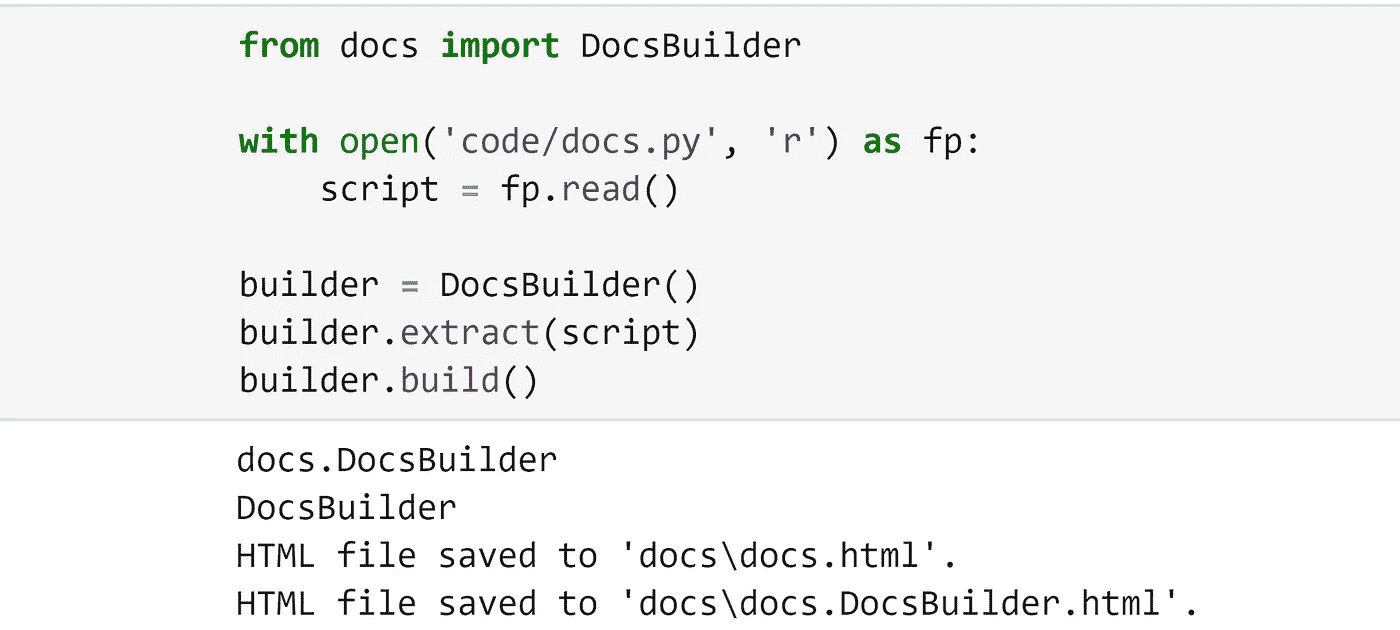 from docs import DocsBuilder
with open('code/docs.py', 'r') as fp:
    script = fp.read()
builder = DocsBuilder()
builder.extract(script)
builder.build()
docs.DocsBuilder
DocsBuilder
HTML file saved to 'docs\docs.html'.
HTML file saved to 'docs\docs.DocsBuilder.html'.